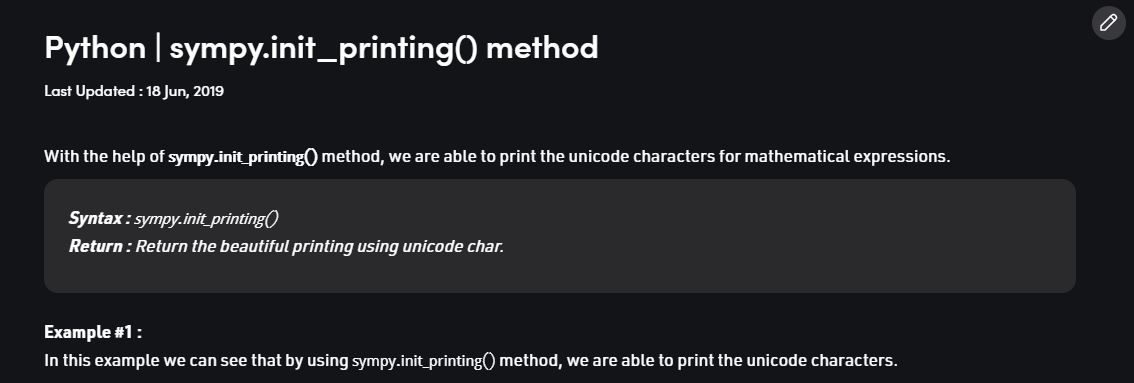 Python | sympy.init_printing() method
Last Updated : 18 Jun, 2019
With the help of sympy.init_printing() method, we are able to print the unicode characters for mathematical expressions.
Syntax : sympy.init_printing()
Return : Return the beautiful printing using unicode char.
Example #1 :
In this example we can see that by using sympy.init_printing() method, we are able to print the unicode characters.